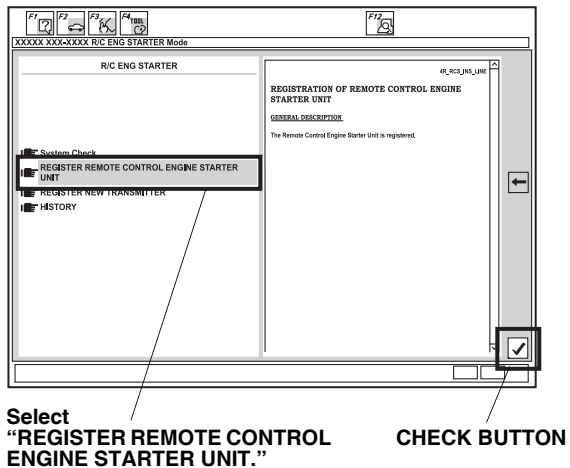 F1 F2 F3 F4 TOOL F12
XXXXX XXX-XXXX R/C ENG STARTER Mode
R/C ENG STARTER
System Check
REGISTER REMOTE CONTROL ENGINE STARTER
UNIT
REGISTER NEW TRANSMITTER
HISTORY
4R_RCS_INS_LINE
REGISTRATION OF REMOTE CONTROL ENGINE
STARTER UNIT
GENERAL DESCRIPTION
The Remote Control Engine Starter Unit is registered.
Select
“REGISTER REMOTE CONTROL
ENGINE STARTER UNIT.”
CHECK BUTTON